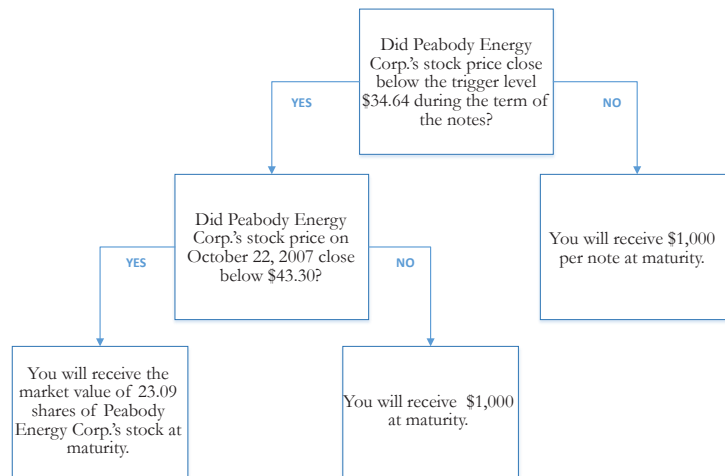 Did Peabody Energy
Corp.'s stock price close
below the trigger level
$34.64 during the term of
the notes?
YES
NO
Did Peabody Energy
Corp.'s stock price on
October 22, 2007 close
below $43.30?
You will receive $1,000
per note at maturity.
YES
NO
You will receive the
market value of 23.09
shares of Peabody
Energy Corp.'s stock at
maturity.
You will receive $1,000
at maturity.